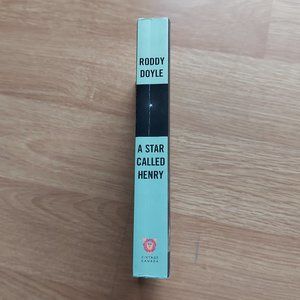 RODDY
DOYLE
A STAR
CALLED
HENRY
VINTAGE
CANADA